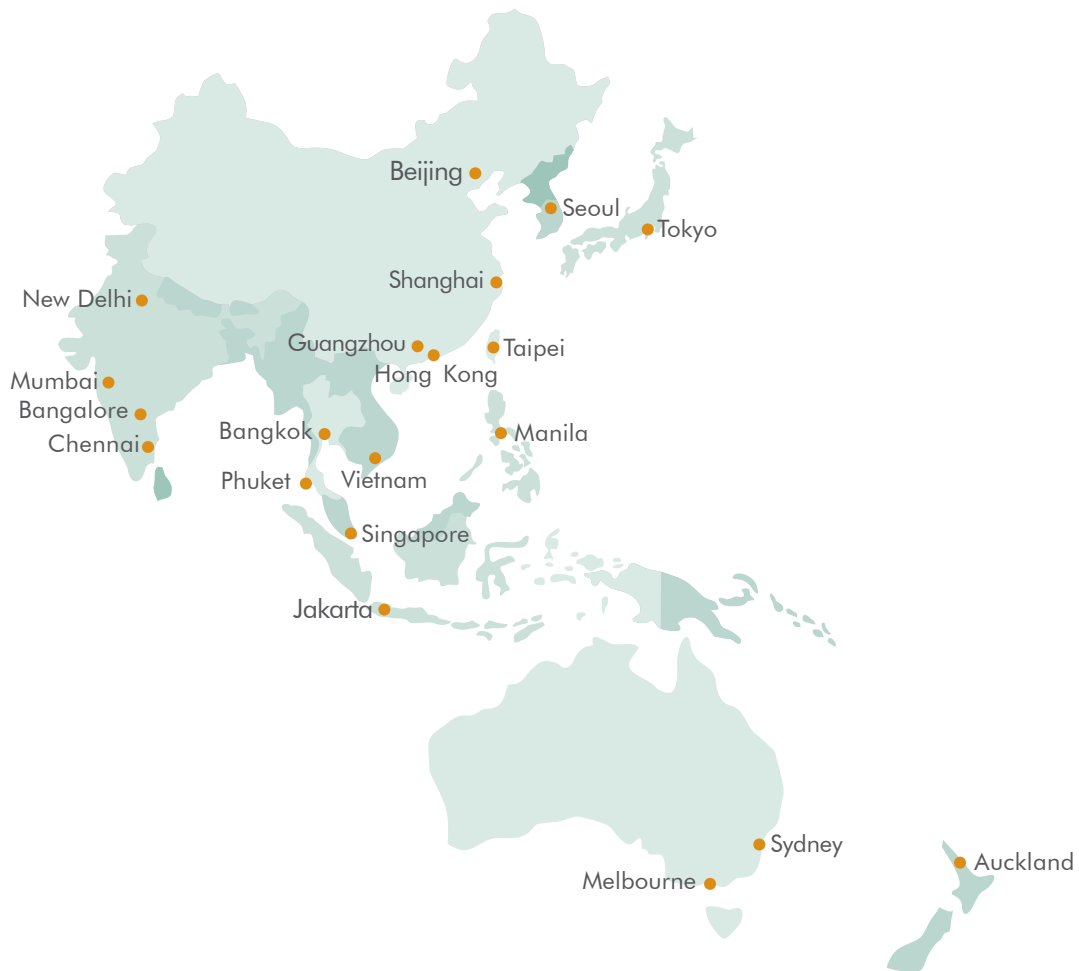 Beijing
Seoul
Tokyo
Shanghai
New Delhi
Guangzhou
Taipei
Hong Kong
Mumbai
Bangalore
Bangkok
Manila
Chennai
Phuket
Vietnam
Singapore
Jakarta
Sydney
Auckland
Melbourne